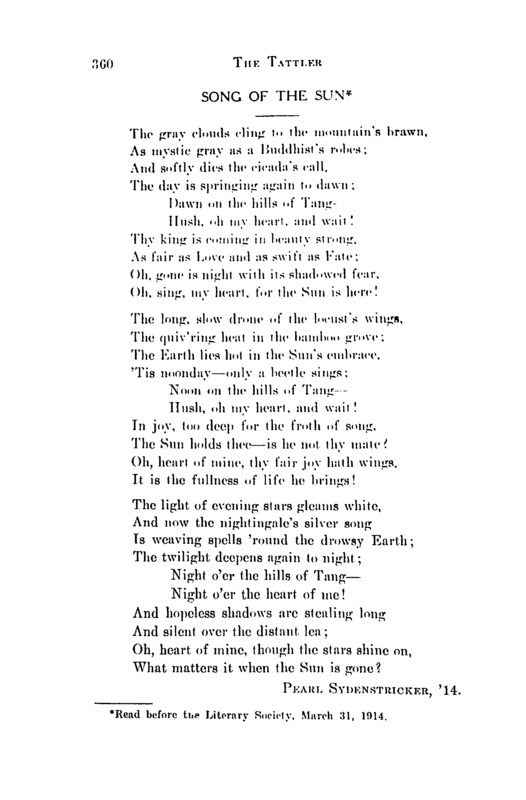 360 THE TATTLER
SONG OF THE SUN*
The gray clouds cling to the mountain's brawn,
As mystic gray as a Buddhist's robes;
And softly dies the cicada's call,
The day is springing again to dawn;
Dawn on the hills of Tang-
Hush, oh my heart, and wait!
Thy king is coming in beauty strong,
As fair as Love and as swift as Fate;
Oh, gone is night with its shadowed fear,
Oh, sing, my heart, for the Sun is here!
The long, slow drone of the locust's wings,
The quiv'ring heat in the bamboo grove;
The Earth lies hot in the Sun's embrace,
'Tis noonday—only a beetle sings;
Noon on the hills of Tang--
Hush, oh my heart, and wait!
In joy, too deep for the froth of song,
The Sun holds thee—is he not thy mate?
Oh, heart of mine, thy fair joy hath wings,
It is the fullness of life he brings!
The light of evening stars gleams white,
And now the nightingale's silver song
Is weaving spells 'round the drowsy Earth;
The twilight deepens again to night;
Night o'er the hills of Tang—
Night o'er the heart of me!
And hopeless shadows are stealing long
And silent over the distant lea;
Oh, heart of mine, though the stars shine on,
What matters it when the Sun is gone?
PEARL SYDENSTRICKER, '14.
*Read before the Literary Society, March 31, 1914.